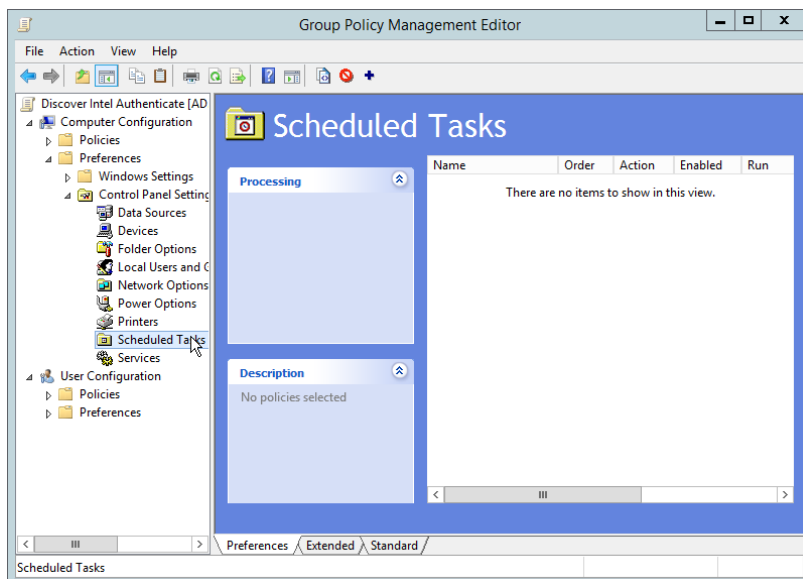 Group Policy Management Editor
File Action View Help
Discover Intel Authenticate [AD
Computer Configuration
Policies
Preferences
Windows Settings
Control Panel Setting
Data Sources
Devices
Folder Options
Local Users and G
Network Options
Power Options
Printers
Scheduled Tasks
Services
User Configuration
Policies
Preferences
Scheduled Tasks
Processing
Description
No policies selected
Name Order Action Enabled Run
There are no items to show in this view.
Preferences Extended Standard
Scheduled Tasks